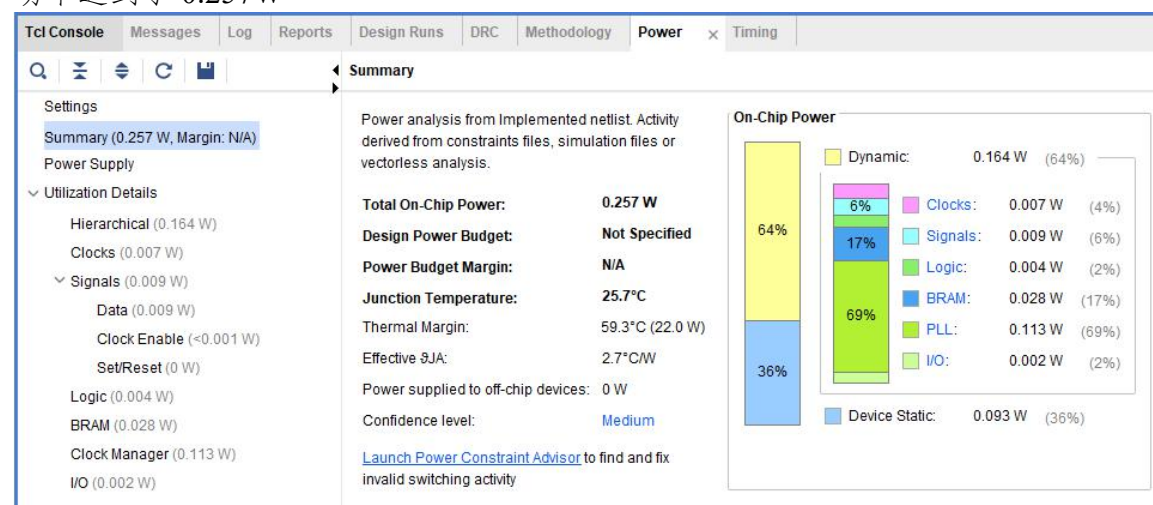 功率达到了 0.257W
Tcl Console Messages Log Reports Design Runs DRC Methodology Power × Timing
Summary
Settings
Summary (0.257 W, Margin: N/A)
Power Supply
Utilization Details
Hierarchical (0.164 W)
Clocks (0.007 W)
Signals (0.009 W)
Data (0.009 W)
Clock Enable (<0.001 W)
Set/Reset (0 W)
Logic (0.004 W)
BRAM (0.028 W)
Clock Manager (0.113 W)
I/O (0.002 W)
Power analysis from Implemented netlist. Activity
derived from constraints files, simulation files or
vectorless analysis.
Total On-Chip Power: 0.257 W
Design Power Budget: Not Specified
Power Budget Margin: N/A
Junction Temperature: 25.7°C
Thermal Margin: 59.3°C (22.0 W)
Effective ϑJA: 2.7°C/W
Power supplied to off-chip devices: 0 W
Confidence level: Medium
Launch Power Constraint Advisor to find and fix
invalid switching activity
On-Chip Power
64%
36%
Dynamic: 0.164 W (64%)
6%
17%
69%
Clocks: 0.007 W (4%)
Signals: 0.009 W (6%)
Logic: 0.004 W (2%)
BRAM: 0.028 W (17%)
PLL: 0.113 W (69%)
I/O: 0.002 W (2%)
Device Static: 0.093 W (36%)